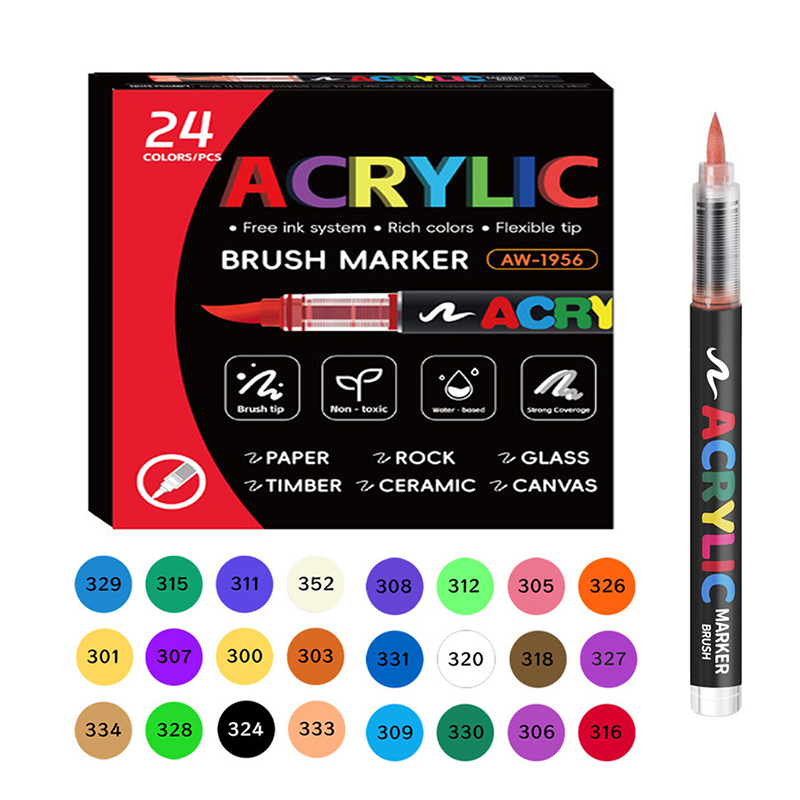 ACRYLIC MARKER BRUSH
24
COLORS/PCS
ACRYLIC
• Free ink system • Rich colors • Flexible tip
BRUSH MARKER AW-1956
ACRY
Brush tip Non - toxic Water - based Strong Coverage
PAPER ROCK GLASS
TIMBER CERAMIC CANVAS
ACRYLIC
MARKER
BRUSH
329 315 311 352 308 312 305 326
301 307 300 303 331 320 318 327
334 328 324 333 309 330 306 316